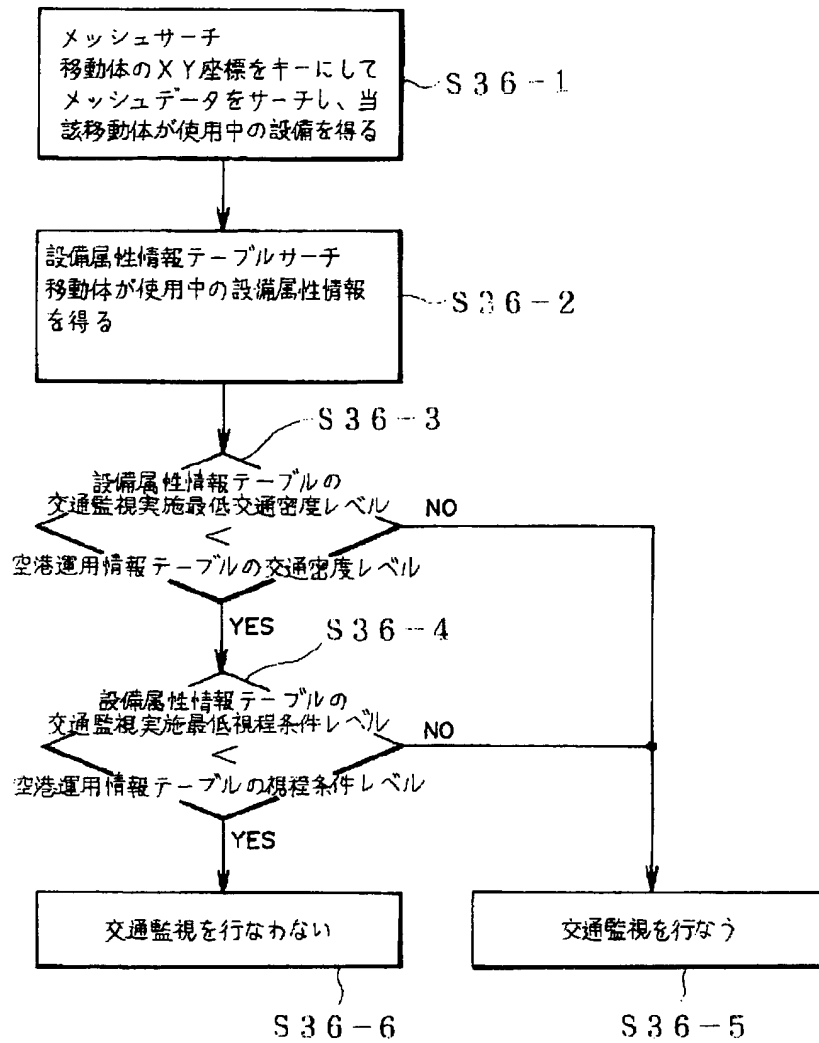 メッシュサーチ
移動体のXY座標をキーにして
メッシュデータをサーチし、当
該移動体が使用中の設備を得る
S36-1
設備属性情報テーブルサーチ
移動体が使用中の設備属性情報
を得る
S36-2
S36-3
設備属性情報テーブルの
交通監視実施最低交通密度レベル
<
空港運用情報テーブルの交通密度レベル
NO
YES
S36-4
設備属性情報テーブルの
交通監視実施最低視程条件レベル
<
空港運用情報テーブルの視程条件レベル
NO
YES
交通監視を行なわない
交通監視を行なう
S36-6
S36-5